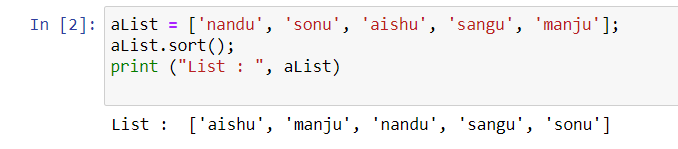 In [2]: aList = ['nandu', 'sonu', 'aishu', 'sangu', 'manju'];
aList.sort();
print ("List : ", aList)
List :  ['aishu', 'manju', 'nandu', 'sangu', 'sonu']